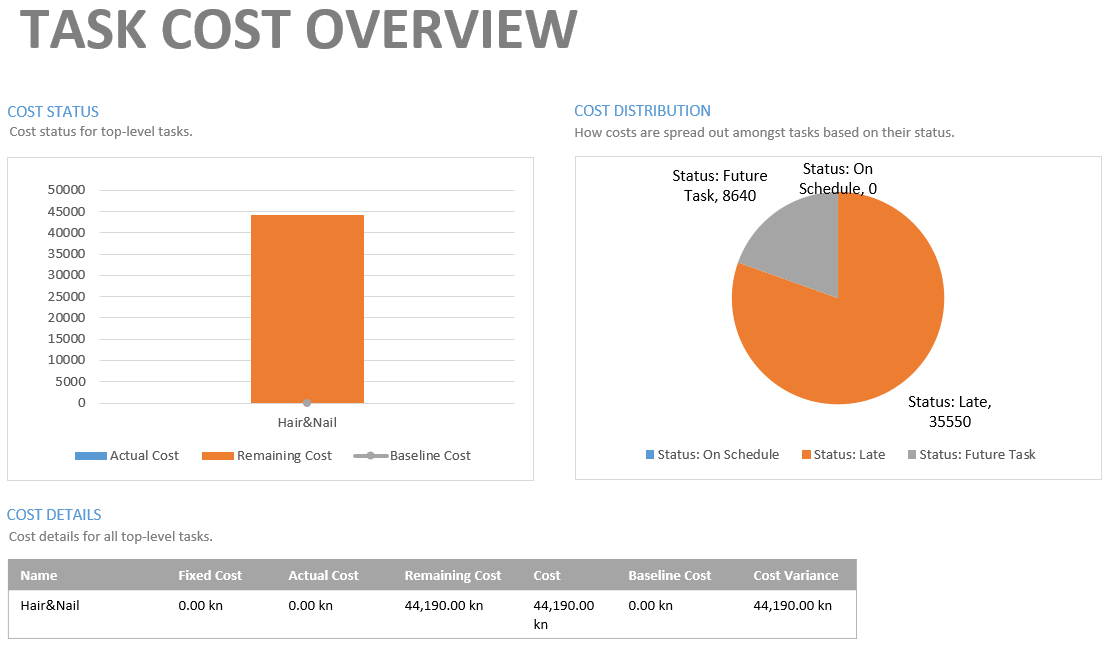 TASK COST OVERVIEW
COST STATUS
Cost status for top-level tasks.
50000
45000
40000
35000
30000
25000
20000
15000
10000
5000
0
Hair&Nail
Actual Cost Remaining Cost Baseline Cost
COST DISTRIBUTION
How costs are spread out amongst tasks based on their status.
Status: Future
Task, 8640
Status: On
Schedule, 0
Status: Late,
35550
Status: On Schedule Status: Late Status: Future Task
COST DETAILS
Cost details for all top-level tasks.
Name Fixed Cost Actual Cost Remaining Cost Cost Baseline Cost Cost Variance
Hair&Nail 0.00 kn 0.00 kn 44,190.00 kn 44,190.00 0.00 kn 44,190.00 kn
kn